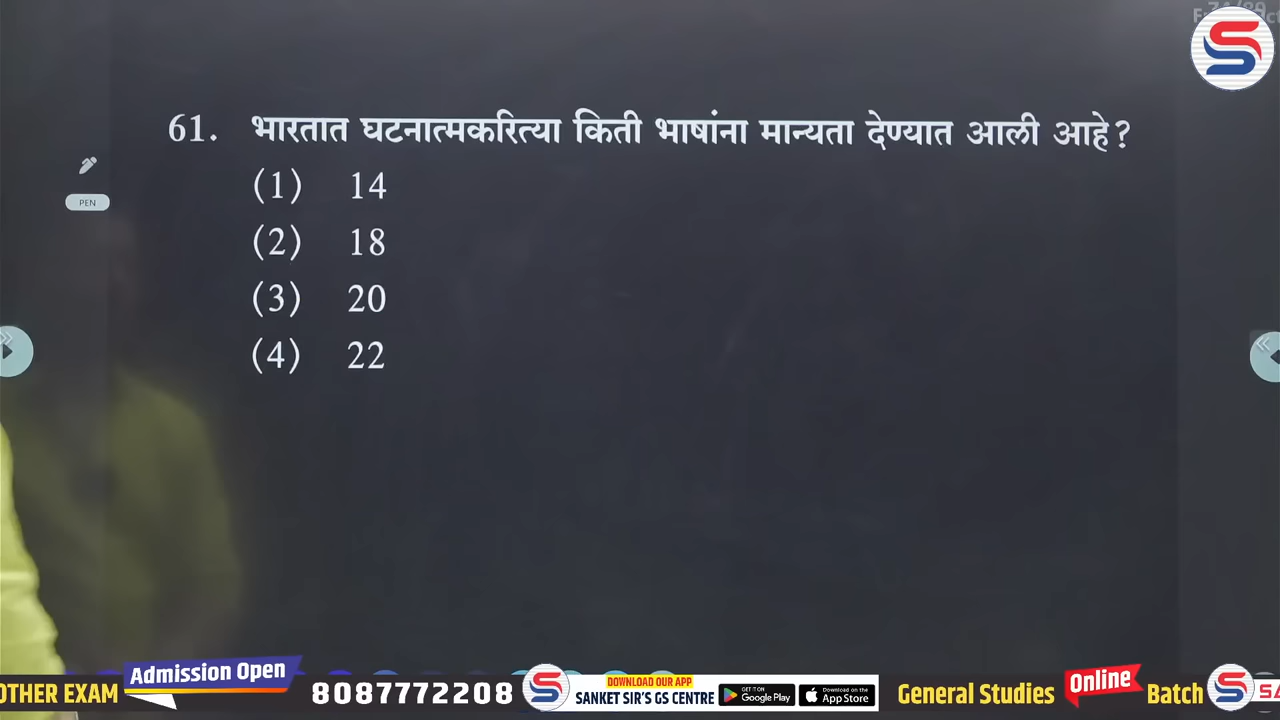 61. भारतात घटनात्मकरित्या किती भाषांना मान्यता देण्यात आली आहे?
(1) 14
(2) 18
(3) 20
(4) 22
PEN
OTHER EXAM
Admission Open
8087772208
DOWNLOAD OUR APP
SANKET SIR'S GS CENTRE
GET IT ON
Google Play
Download on the
App Store
General Studies
Online
Batch